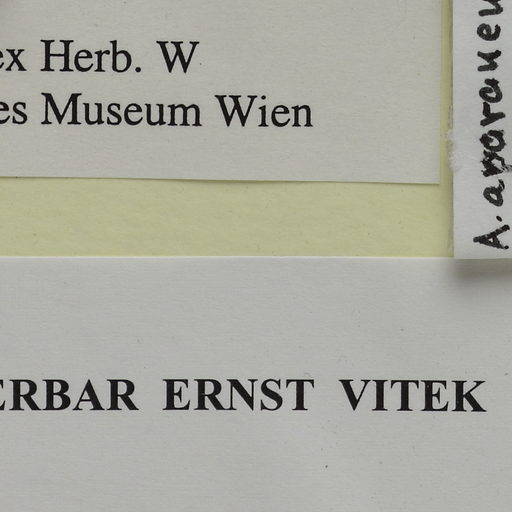 ex Herb. W
es Museum Wien
ERBAR ERNST VITEK